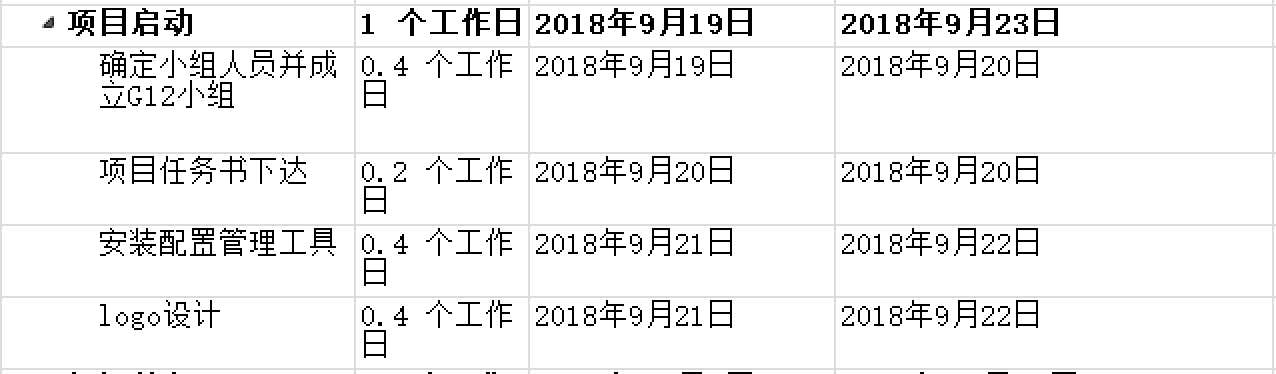 项目启动 1 个工作日 2018年9月19日 2018年9月23日
确定小组人员并成 0.4 个工作 2018年9月19日 2018年9月20日
立G12小组 日
项目任务书下达 0.2 个工作 2018年9月20日 2018年9月20日
日
安装配置管理工具 0.4 个工作 2018年9月21日 2018年9月22日
日
logo设计 0.4 个工作 2018年9月21日 2018年9月22日
日